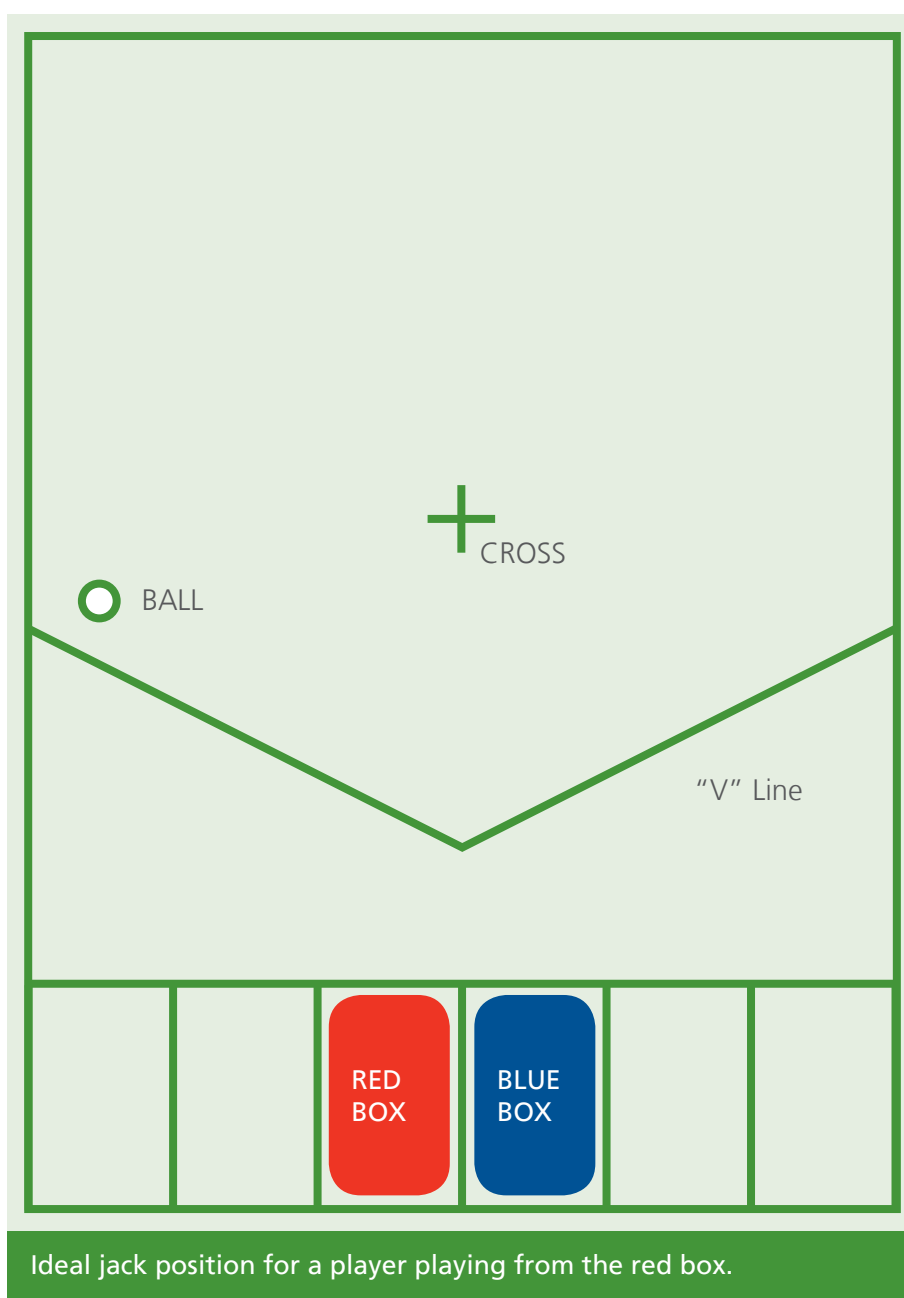 CROSS
BALL
“V” Line
RED
BOX
BLUE
BOX
Ideal jack position for a player playing from the red box.